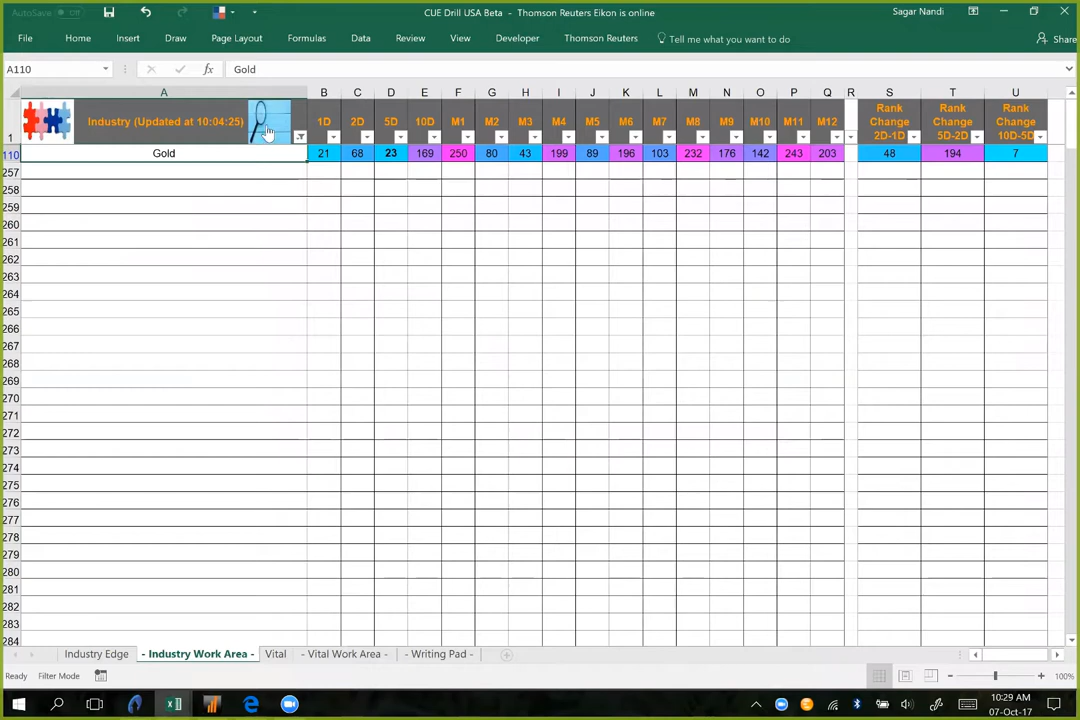 AutoSave Off
CUE Drill USA Beta - Thomson Reuters Eikon is online
Sagar Nandi
File Home Insert Draw Page Layout Formulas Data Review View Developer Thomson Reuters Tell me what you want to do Share
A110 fx Gold
A B C D E F G H I J K L M N O P Q R S T U
1 Industry (Updated at 10:04:25) 1D 2D 5D 10D M1 M2 M3 M4 M5 M6 M7 M8 M9 M10 M11 M12 Rank Change 2D-1D Rank Change 5D-2D Rank Change 10D-5D
110 Gold 21 68 23 169 250 80 43 199 89 196 103 232 176 142 243 203 48 194 7
257
258
259
260
261
262
263
264
265
266
267
268
269
270
271
272
273
274
275
276
277
278
279
280
281
282
283
284
Industry Edge - Industry Work Area - Vital - Vital Work Area - - Writing Pad -
Ready Filter Mode 100%
10:29 AM
07-Oct-17